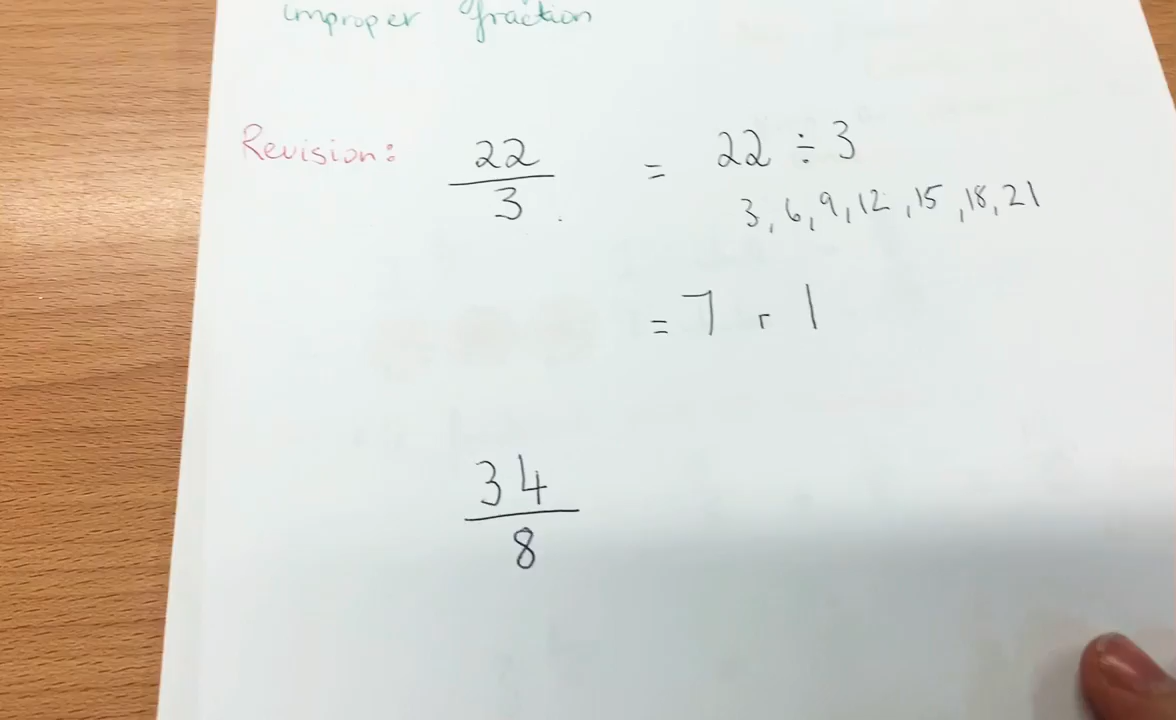 improper fraction
Revision: 22/3 = 22 ÷ 3
3, 6, 9, 12, 15, 18, 21
= 7 r 1
34/8